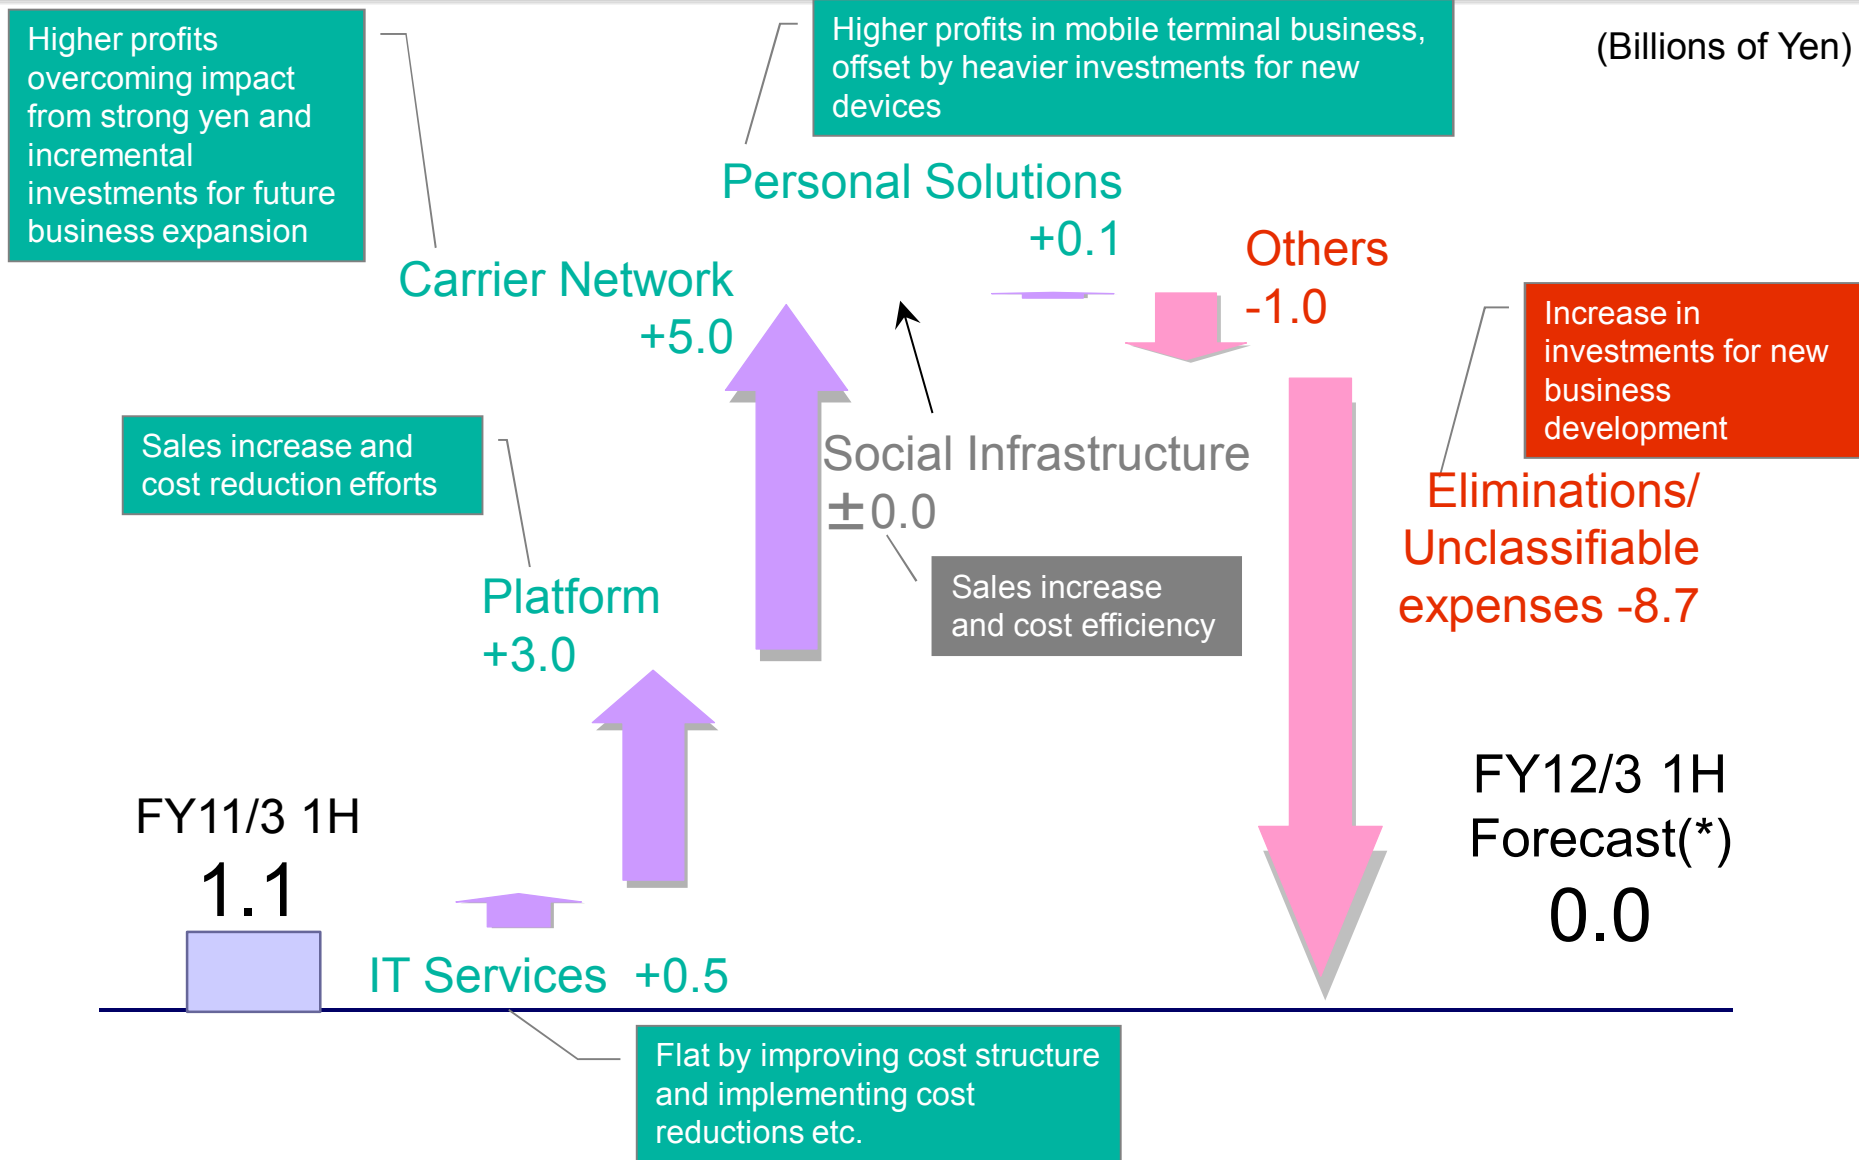 Higher profits
overcoming impact
from strong yen and
incremental
investments for future
business expansion
Higher profits in mobile terminal business,
offset by heavier investments for new
devices
(Billions of Yen)
Personal Solutions
+0.1
Others
-1.0
Carrier Network
+5.0
Increase in
investments for new
business
development
Sales increase and
cost reduction efforts
Social Infrastructure
±0.0
Eliminations/
Unclassifiable
expenses -8.7
Sales increase
and cost efficiency
Platform
+3.0
FY11/3 1H
1.1
FY12/3 1H
Forecast(*)
0.0
IT Services +0.5
Flat by improving cost structure
and implementing cost
reductions etc.